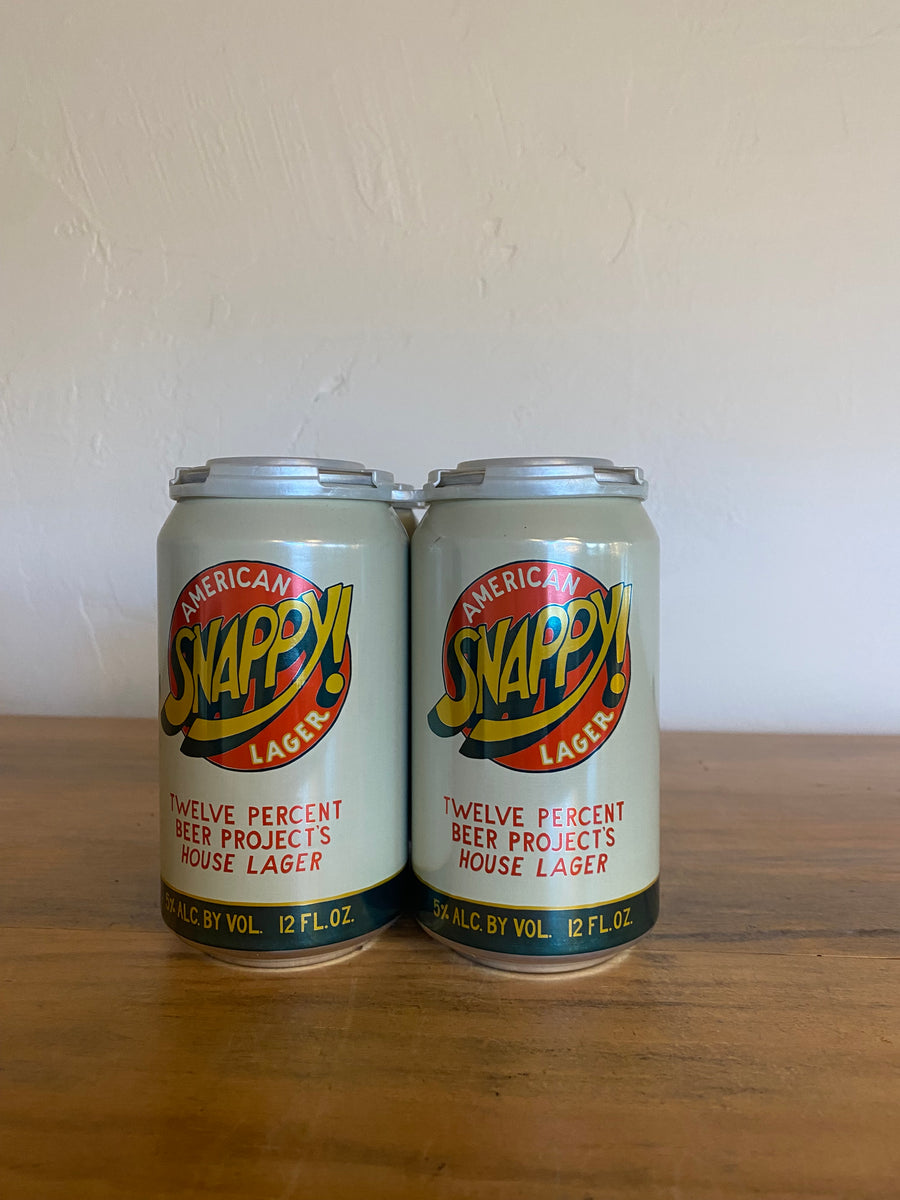 AMERICAN
SNAPPY!
LAGER
TWELVE PERCENT
BEER PROJECT'S
HOUSE LAGER
5% ALC. BY VOL. 12 FL. OZ.
AMERICAN
SNAPPY!
LAGER
TWELVE PERCENT
BEER PROJECT'S
HOUSE LAGER
5% ALC. BY VOL. 12 FL. OZ.